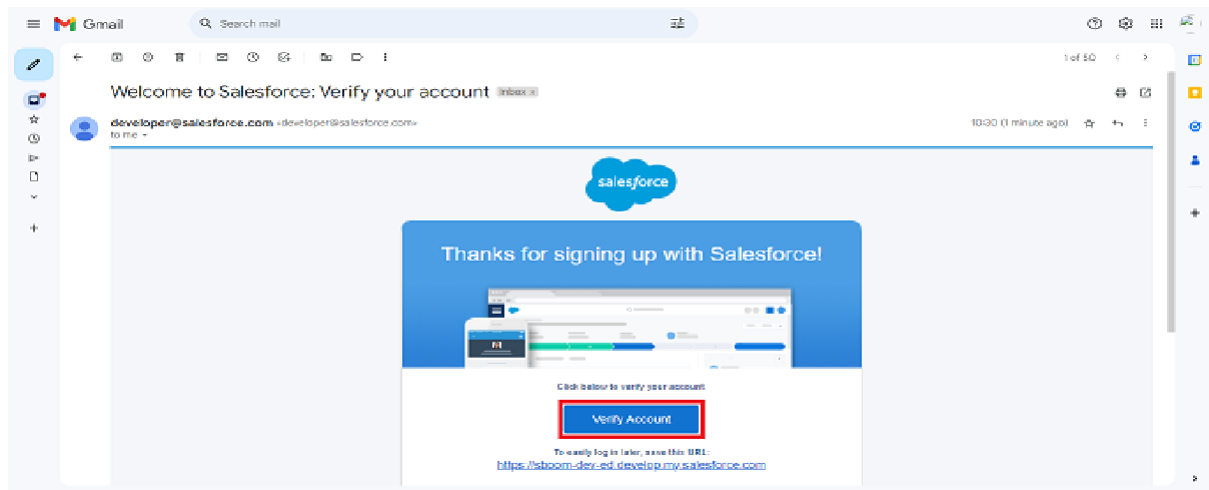 Gmail
Search mail
1 of 50
Welcome to Salesforce: Verify your account Inbox x
developer@salesforce.com <developer@salesforce.com>
10:30 (1 minute ago)
to me
salesforce
Thanks for signing up with Salesforce!
Click below to verify your account
Verify Account
To easily log in later, save this URL:
https://sboom-dev-ed.develop.my.salesforce.com